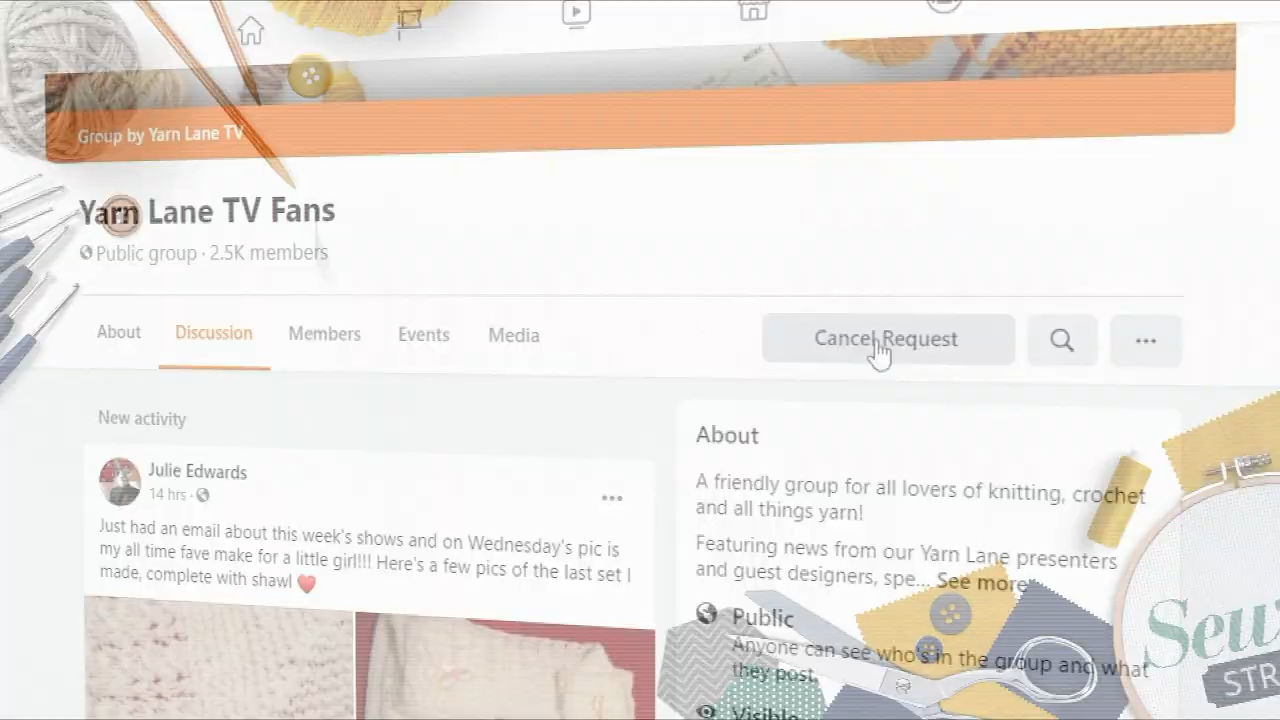 Group by Yarn Lane TV
Yarn Lane TV Fans
Public group · 2.5K members
About Discussion Members Events Media
Cancel Request
New activity
Julie Edwards
14 hrs ·
Just had an email about this week's shows and on Wednesday's pic is
my all time fave make for a little girl!!! Here's a few pics of the last set I
made, complete with shawl ❤️
About
A friendly group for all lovers of knitting, crochet
and all things yarn!
Featuring news from our Yarn Lane presenters
and guest designers, spe... See more
Public
Anyone can see who's in the group and what
they post.
Visible